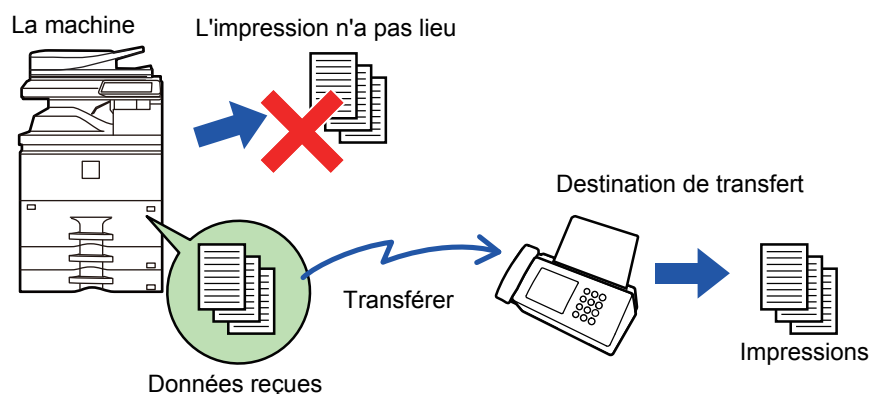 La machine
L'impression n'a pas lieu
Destination de transfert
Transférer
Impressions
Données reçues